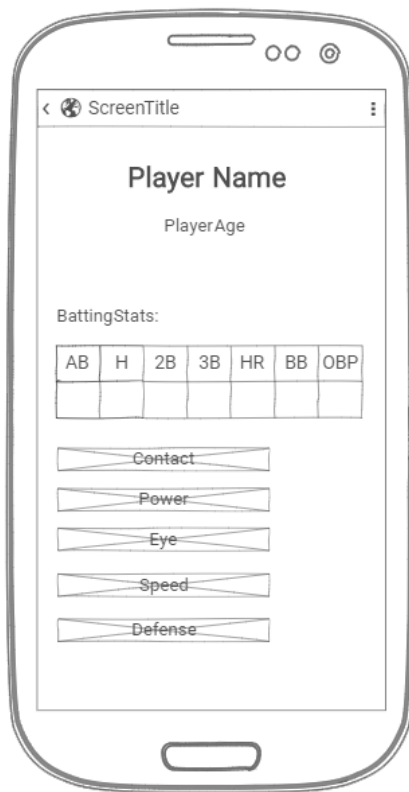 ScreenTitle
Player Name
PlayerAge
BattingStats:
AB H 2B 3B HR BB OBP
Contact
Power
Eye
Speed
Defense